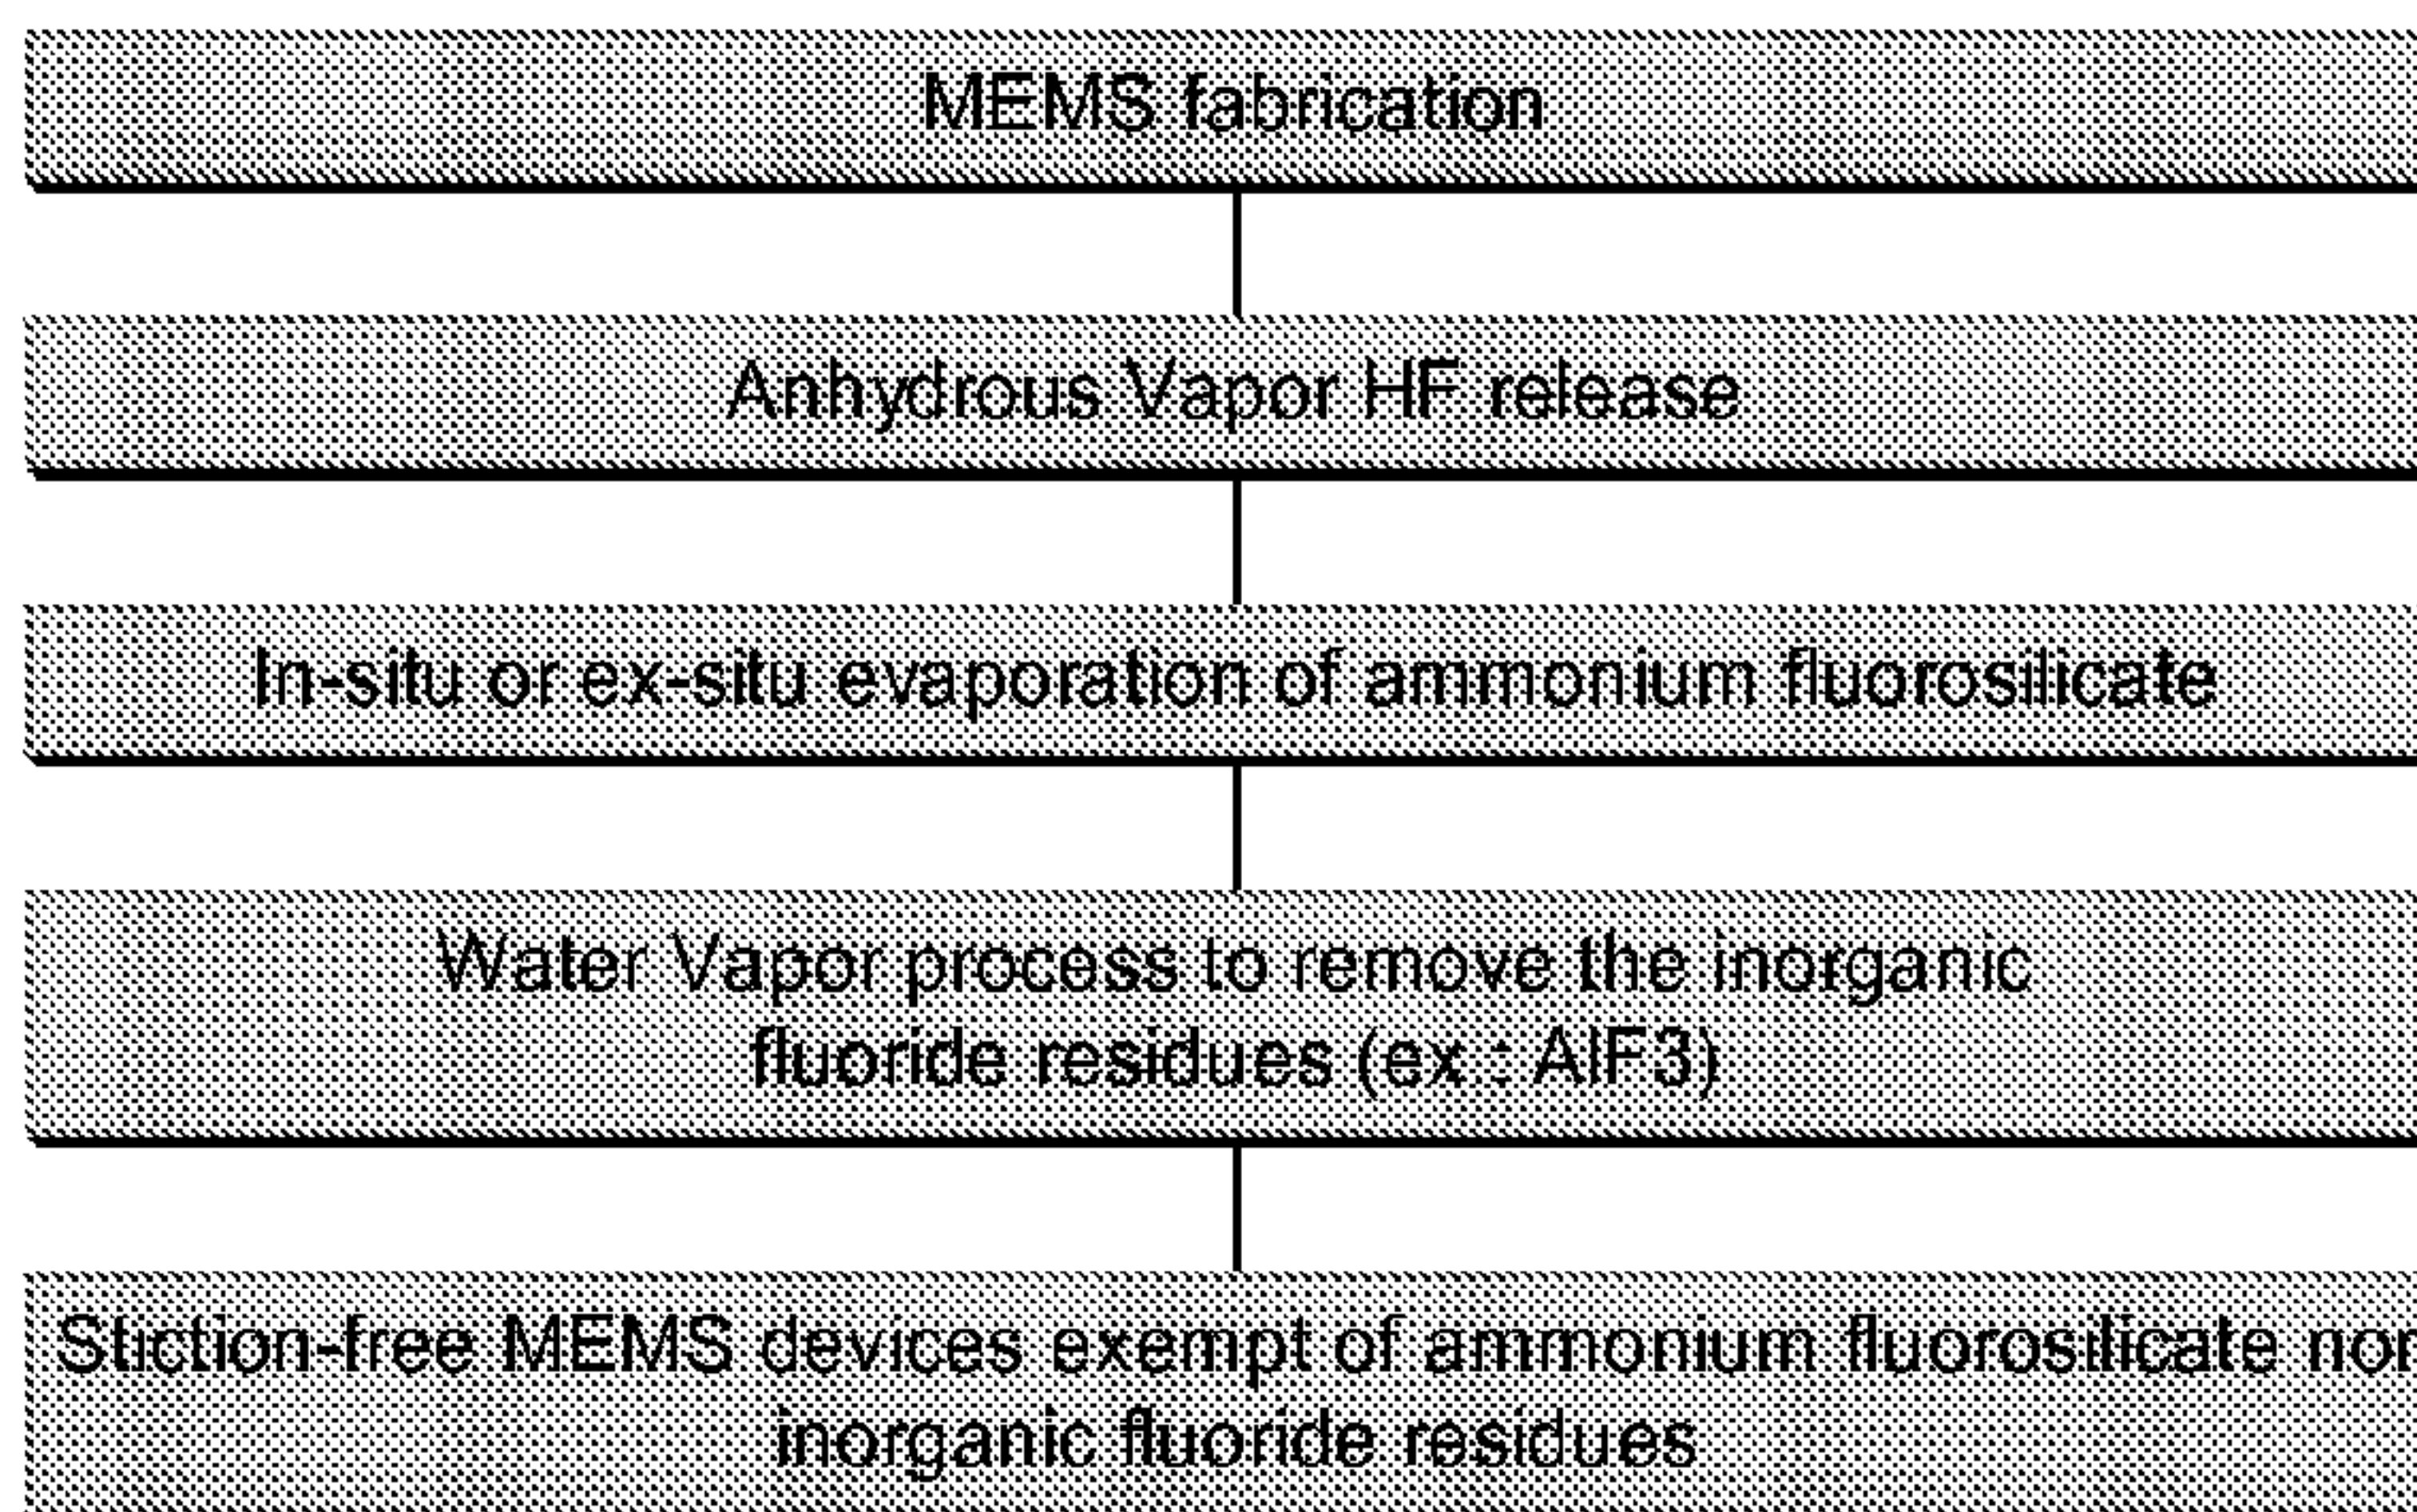 MEMS fabrication
Anhydrous Vapor HF release
In-situ or ex-situ evaporation of ammonium fluorosilicate
Water Vapor process to remove the inorganic
fluoride residues (ex : AlF3)
Stiction-free MEMS devices exempt of ammonium fluorosilicate nor
inorganic fluoride residues